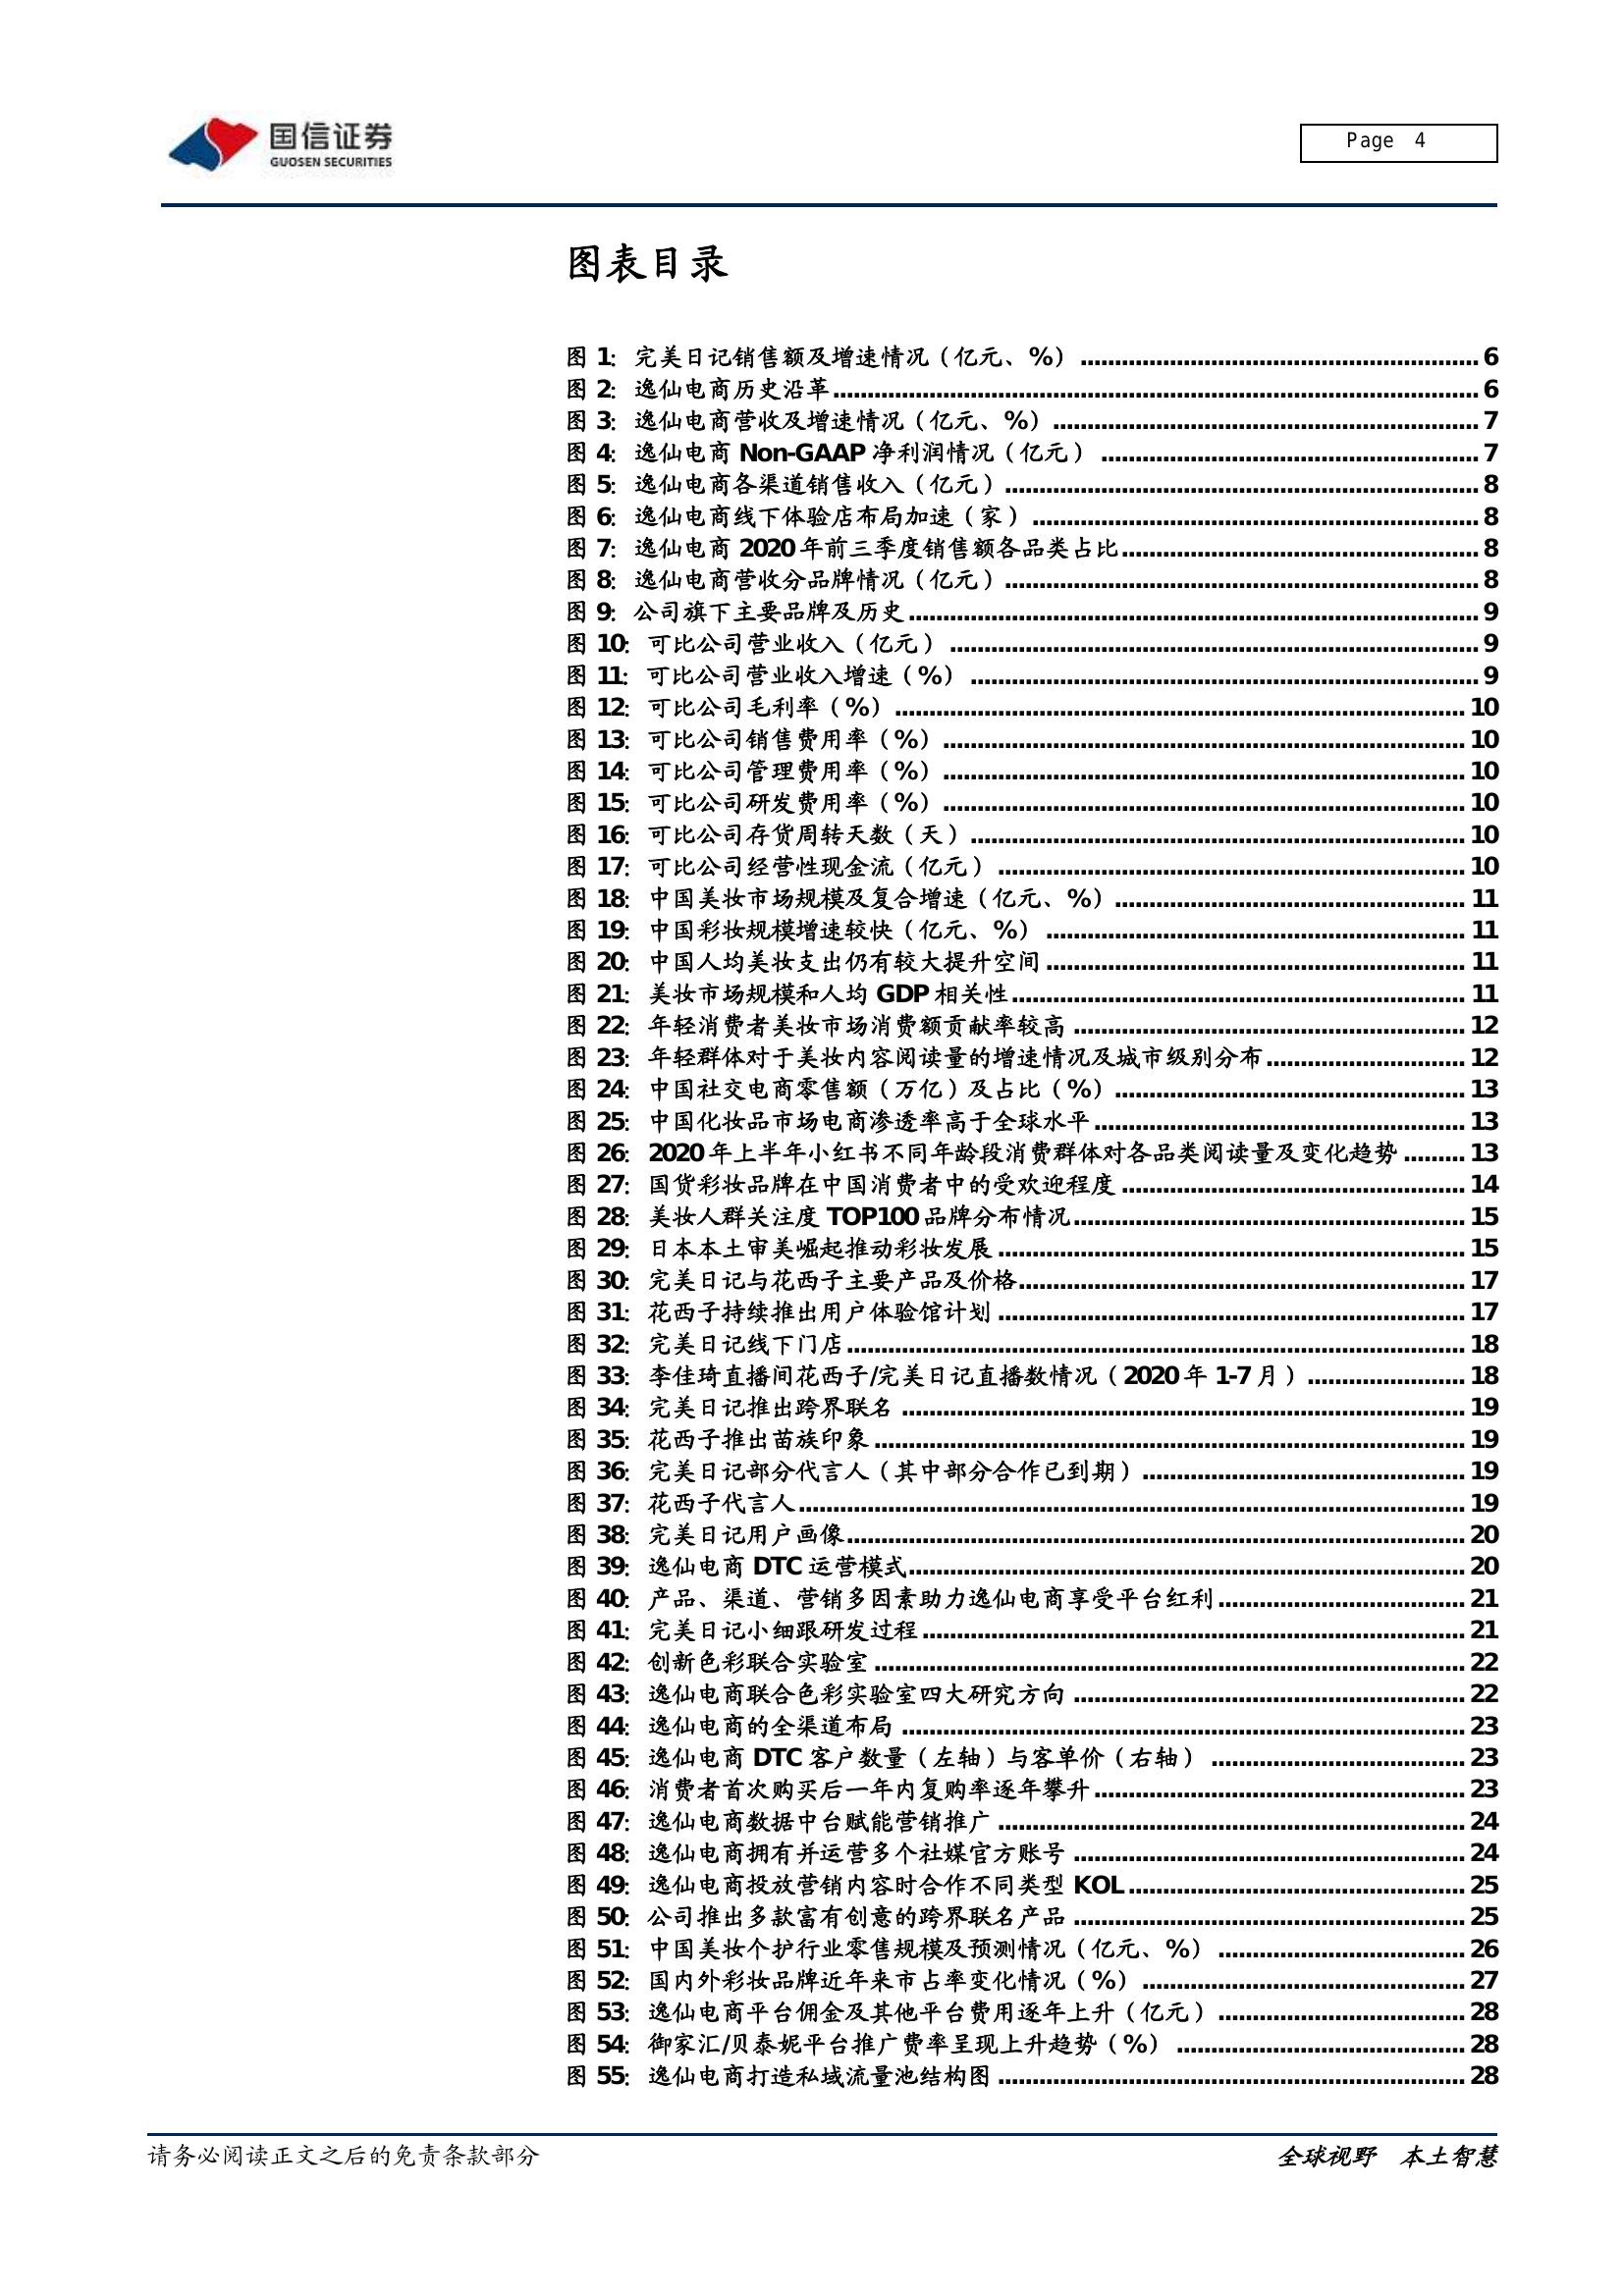 国信证券
GUOSEN SECURITIES
Page 4
图表目录
图 1: 完美日记销售额及增速情况（亿元、%） ........ 6
图 2: 逸仙电商历史沿革 ........ 6
图 3: 逸仙电商营收及增速情况（亿元、%） ........ 7
图 4: 逸仙电商 Non-GAAP 净利润情况（亿元） ........ 7
图 5: 逸仙电商各渠道销售收入（亿元） ........ 8
图 6: 逸仙电商线下体验店布局加速（家） ........ 8
图 7: 逸仙电商 2020 年前三季度销售额各品类占比 ........ 8
图 8: 逸仙电商营收分品牌情况（亿元） ........ 8
图 9: 公司旗下主要品牌及历史 ........ 9
图 10: 可比公司营业收入（亿元） ........ 9
图 11: 可比公司营业收入增速（%） ........ 9
图 12: 可比公司毛利率（%） ........ 10
图 13: 可比公司销售费用率（%） ........ 10
图 14: 可比公司管理费用率（%） ........ 10
图 15: 可比公司研发费用率（%） ........ 10
图 16: 可比公司存货周转天数（天） ........ 10
图 17: 可比公司经营性现金流（亿元） ........ 10
图 18: 中国美妆市场规模及复合增速（亿元、%） ........ 11
图 19: 中国彩妆规模增速较快（亿元、%） ........ 11
图 20: 中国人均美妆支出仍有较大提升空间 ........ 11
图 21: 美妆市场规模和人均 GDP 相关性 ........ 11
图 22: 年轻消费者美妆市场消费额贡献率较高 ........ 12
图 23: 年轻群体对于美妆内容阅读量的增速情况及城市级别分布 ........ 12
图 24: 中国社交电商零售额（万亿）及占比（%） ........ 13
图 25: 中国化妆品市场电商渗透率高于全球水平 ........ 13
图 26: 2020 年上半年小红书不同年龄段消费群体对各品类阅读量及变化趋势 ........ 13
图 27: 国货彩妆品牌在中国消费者中的受欢迎程度 ........ 14
图 28: 美妆人群关注度 TOP100 品牌分布情况 ........ 15
图 29: 日本本土审美崛起推动彩妆发展 ........ 15
图 30: 完美日记与花西子主要产品及价格 ........ 17
图 31: 花西子持续推出用户体验馆计划 ........ 17
图 32: 完美日记线下门店 ........ 18
图 33: 李佳琦直播间花西子/完美日记直播数情况（2020 年 1-7 月） ........ 18
图 34: 完美日记推出跨界联名 ........ 19
图 35: 花西子推出苗族印象 ........ 19
图 36: 完美日记部分代言人（其中部分合作已到期） ........ 19
图 37: 花西子代言人 ........ 19
图 38: 完美日记用户画像 ........ 20
图 39: 逸仙电商 DTC 运营模式 ........ 20
图 40: 产品、渠道、营销多因素助力逸仙电商享受平台红利 ........ 21
图 41: 完美日记小细跟研发过程 ........ 21
图 42: 创新色彩联合实验室 ........ 22
图 43: 逸仙电商联合色彩实验室四大研究方向 ........ 22
图 44: 逸仙电商的全渠道布局 ........ 23
图 45: 逸仙电商 DTC 客户数量（左轴）与客单价（右轴） ........ 23
图 46: 消费者首次购买后一年内复购率逐年攀升 ........ 23
图 47: 逸仙电商数据中台赋能营销推广 ........ 24
图 48: 逸仙电商拥有并运营多个社媒官方账号 ........ 24
图 49: 逸仙电商投放营销内容时合作不同类型 KOL ........ 25
图 50: 公司推出多款富有创意的跨界联名产品 ........ 25
图 51: 中国美妆个护行业零售规模及预测情况（亿元、%） ........ 26
图 52: 国内外彩妆品牌近年来市占率变化情况（%） ........ 27
图 53: 逸仙电商平台佣金及其他平台费用逐年上升（亿元） ........ 28
图 54: 御家汇/贝泰妮平台推广费率呈现上升趋势（%） ........ 28
图 55: 逸仙电商打造私域流量池结构图 ........ 28
请务必阅读正文之后的免责条款部分
全球视野 本土智慧